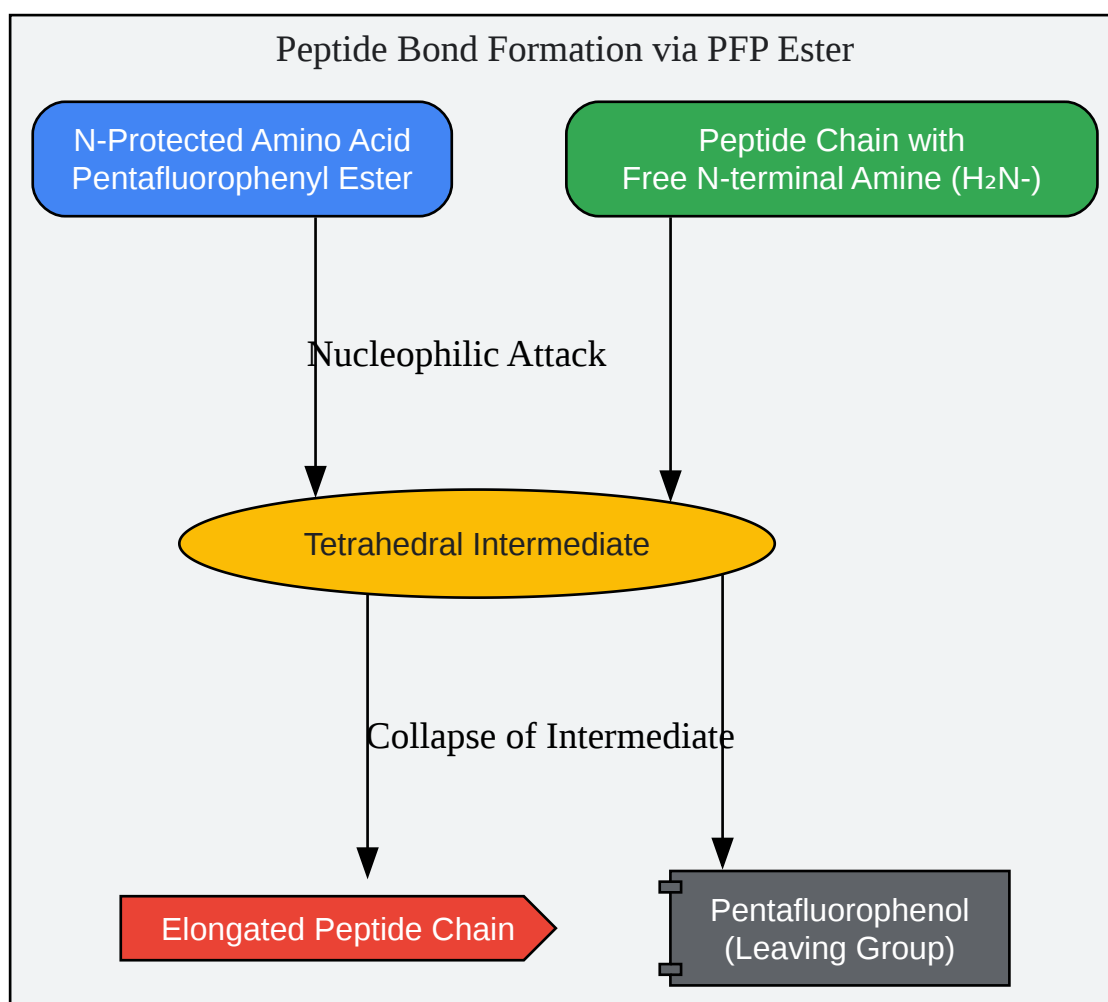 Peptide Bond Formation via PFP Ester
N-Protected Amino Acid
Pentafluorophenyl Ester
Peptide Chain with
Free N-terminal Amine (H₂N-)
Nucleophilic Attack
Tetrahedral Intermediate
Collapse of Intermediate
Elongated Peptide Chain
Pentafluorophenol
(Leaving Group)